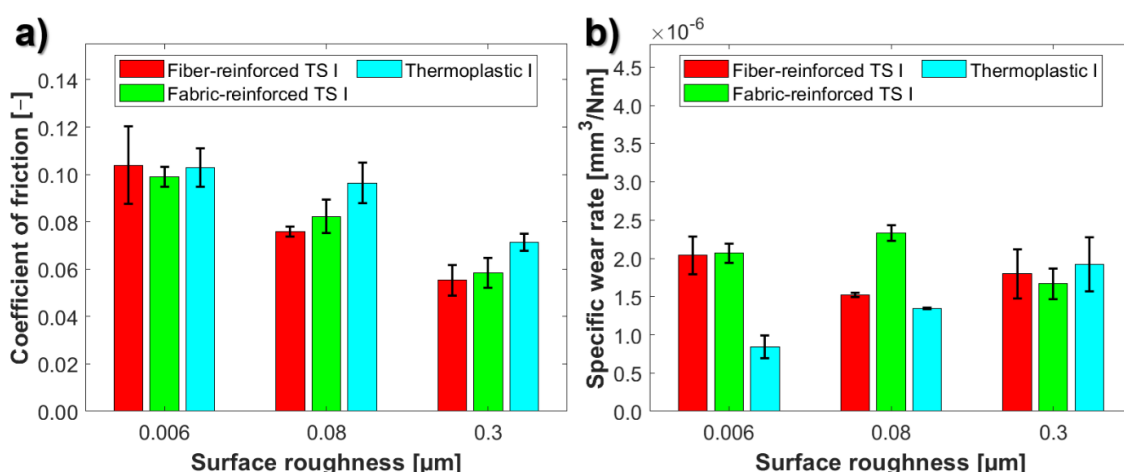 a)
Coefficient of friction [−]
0.14
0.12
0.10
0.08
0.06
0.04
0.02
0.00
Fiber-reinforced TS I
Thermoplastic I
Fabric-reinforced TS I
0.006
0.08
0.3
Surface roughness [µm]
b)
×10⁻⁶
Specific wear rate [mm³/Nm]
4.5
4.0
3.5
3.0
2.5
2.0
1.5
1.0
0.5
0.0
Fiber-reinforced TS I
Thermoplastic I
Fabric-reinforced TS I
0.006
0.08
0.3
Surface roughness [µm]